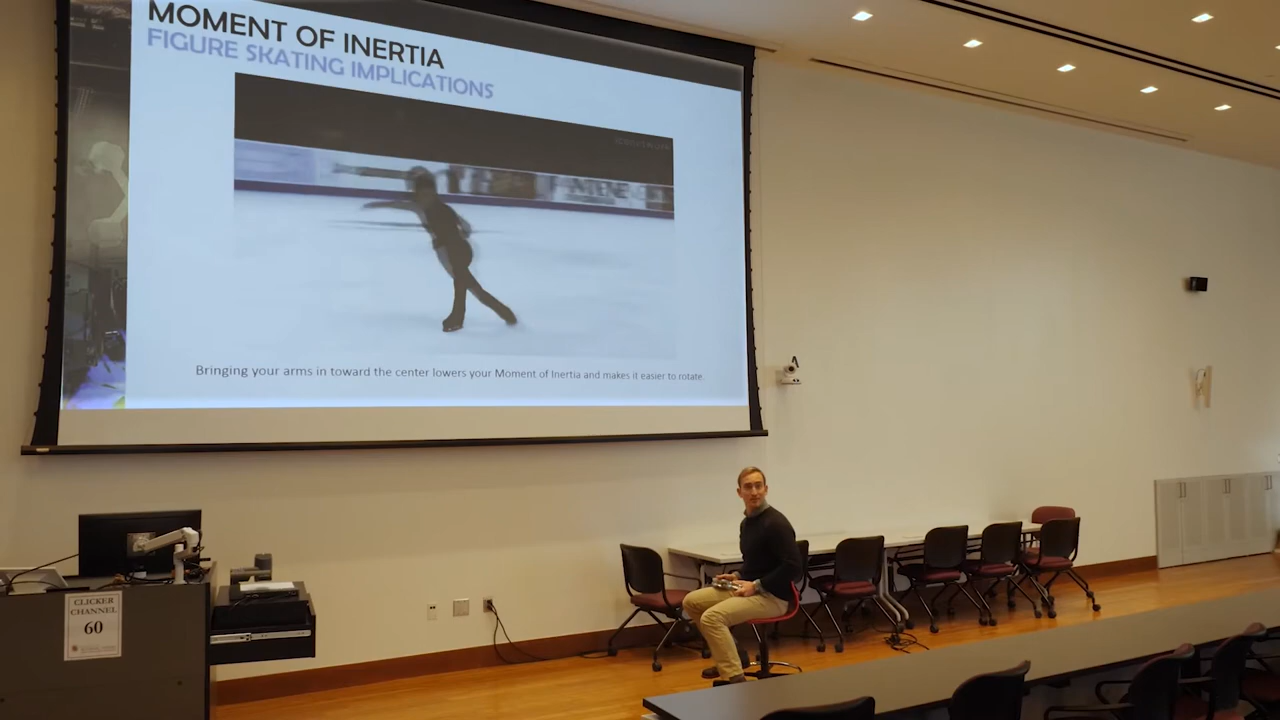 MOMENT OF INERTIA
FIGURE SKATING IMPLICATIONS
Bringing your arms in toward the center lowers your Moment of Inertia and makes it easier to rotate.
CLICKER
CHANNEL
60